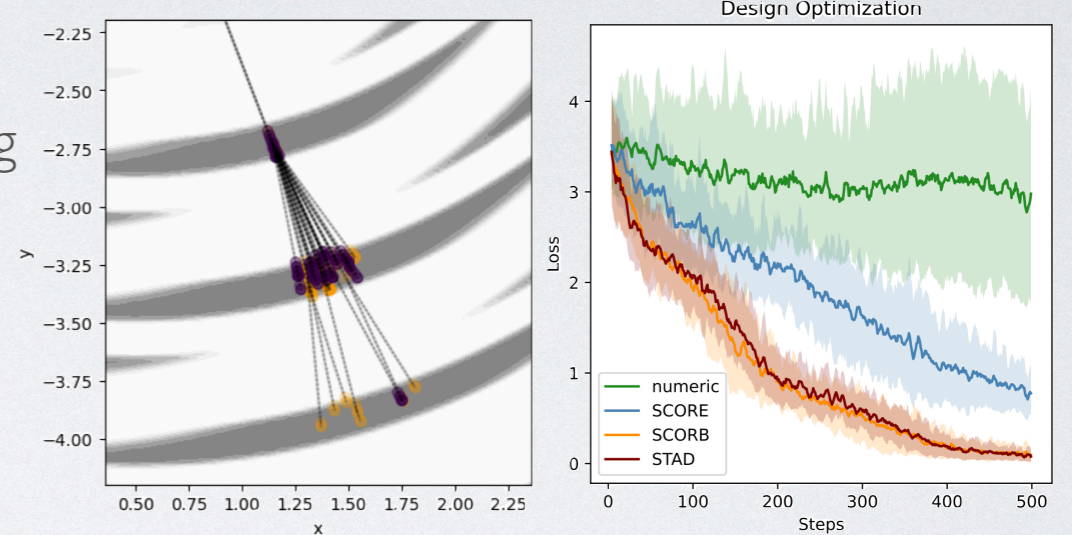 −2.25
−2.50
−2.75
−3.00
−3.25
−3.50
−3.75
−4.00
y
0.50 0.75 1.00 1.25 1.50 1.75 2.00 2.25
x
Design Optimization
4
3
2
1
0
Loss
numeric
SCORE
SCORB
STAD
0 100 200 300 400 500
Steps